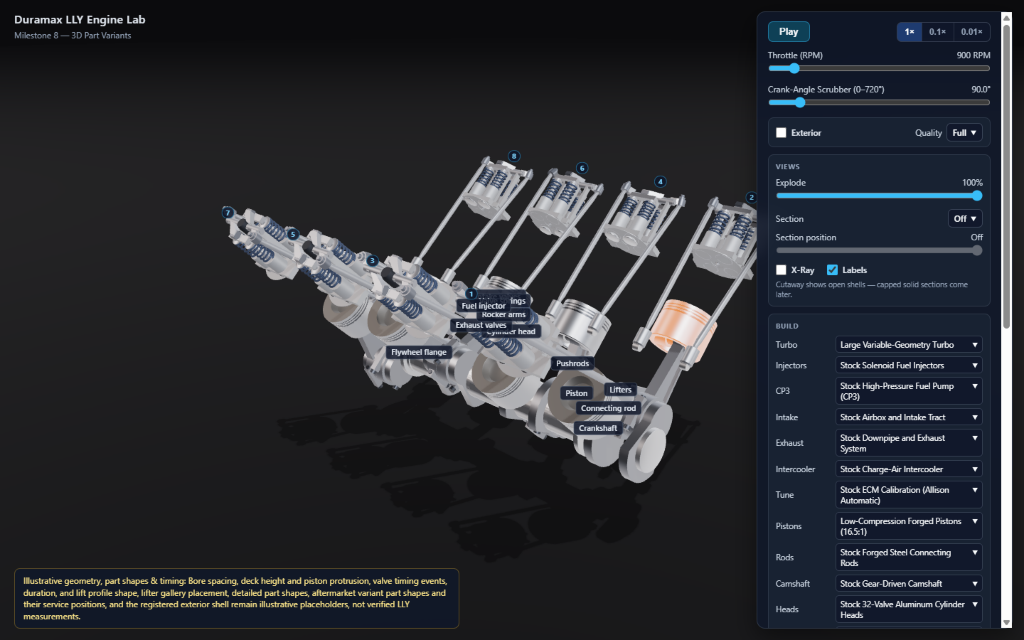 Duramax LLY Engine Lab
Milestone 8 — 3D Part Variants
8
6
4
2
7
5
3
1
Fuel injector
Rocker arms
Exhaust valves
Cylinder head
Flywheel flange
Pushrods
Piston
Lifters
Connecting rod
Crankshaft
Illustrative geometry, part shapes & timing: Bore spacing, deck height and piston protrusion, valve timing events,
duration, and lift profile shape, lifter gallery placement, detailed part shapes, aftermarket variant part shapes and
their service positions, and the registered exterior shell remain illustrative placeholders, not verified LLY
measurements.
Play
1× 0.1× 0.01×
Throttle (RPM) 900 RPM
Crank-Angle Scrubber (0–720°) 90.0°
Exterior Quality Full
VIEWS
Explode 100%
Section Off
Section position Off
X-Ray Labels
Cutaway shows open shells — capped solid sections come
later.
BUILD
Turbo Large Variable-Geometry Turbo
Injectors Stock Solenoid Fuel Injectors
CP3 Stock High-Pressure Fuel Pump
(CP3)
Intake Stock Airbox and Intake Tract
Exhaust Stock Downpipe and Exhaust
System
Intercooler Stock Charge-Air Intercooler
Tune Stock ECM Calibration (Allison
Automatic)
Pistons Low-Compression Forged Pistons
(16.5:1)
Rods Stock Forged Steel Connecting
Rods
Camshaft Stock Gear-Driven Camshaft
Heads Stock 32-Valve Aluminum Cylinder
Heads